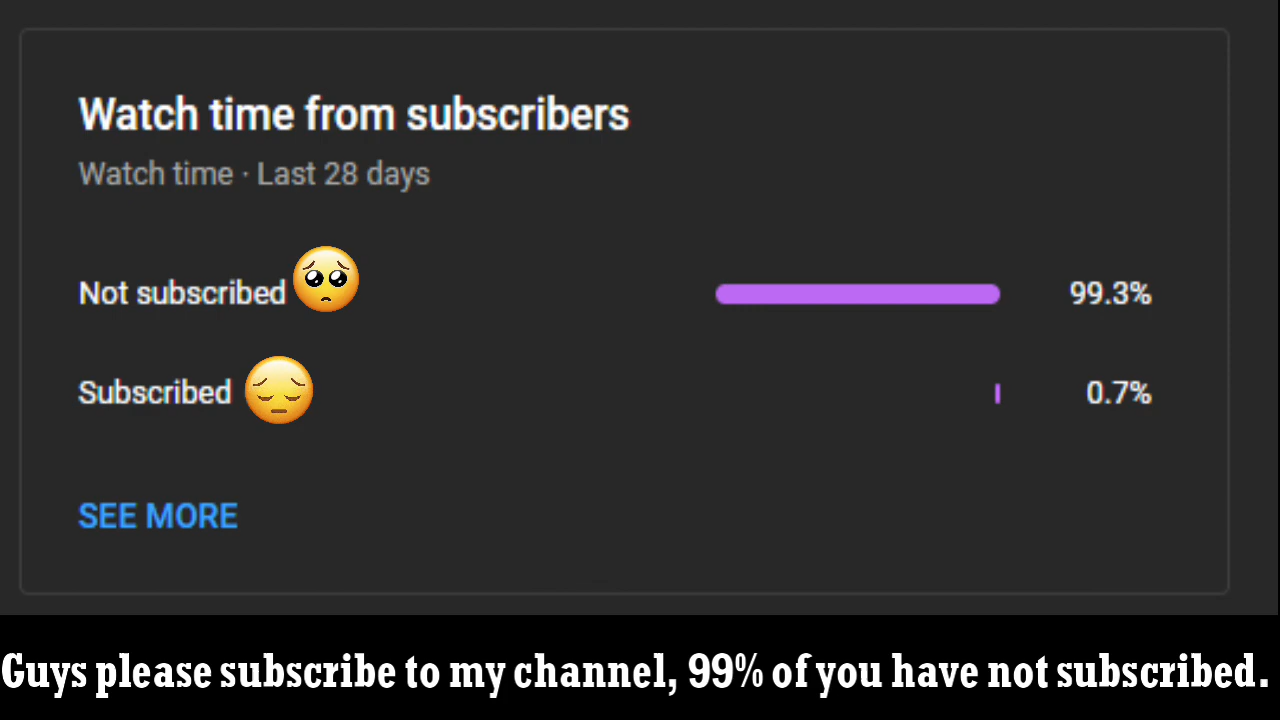 Watch time from subscribers
Watch time · Last 28 days
Not subscribed 99.3%
Subscribed 0.7%
SEE MORE
Guys please subscribe to my channel, 99% of you have not subscribed.